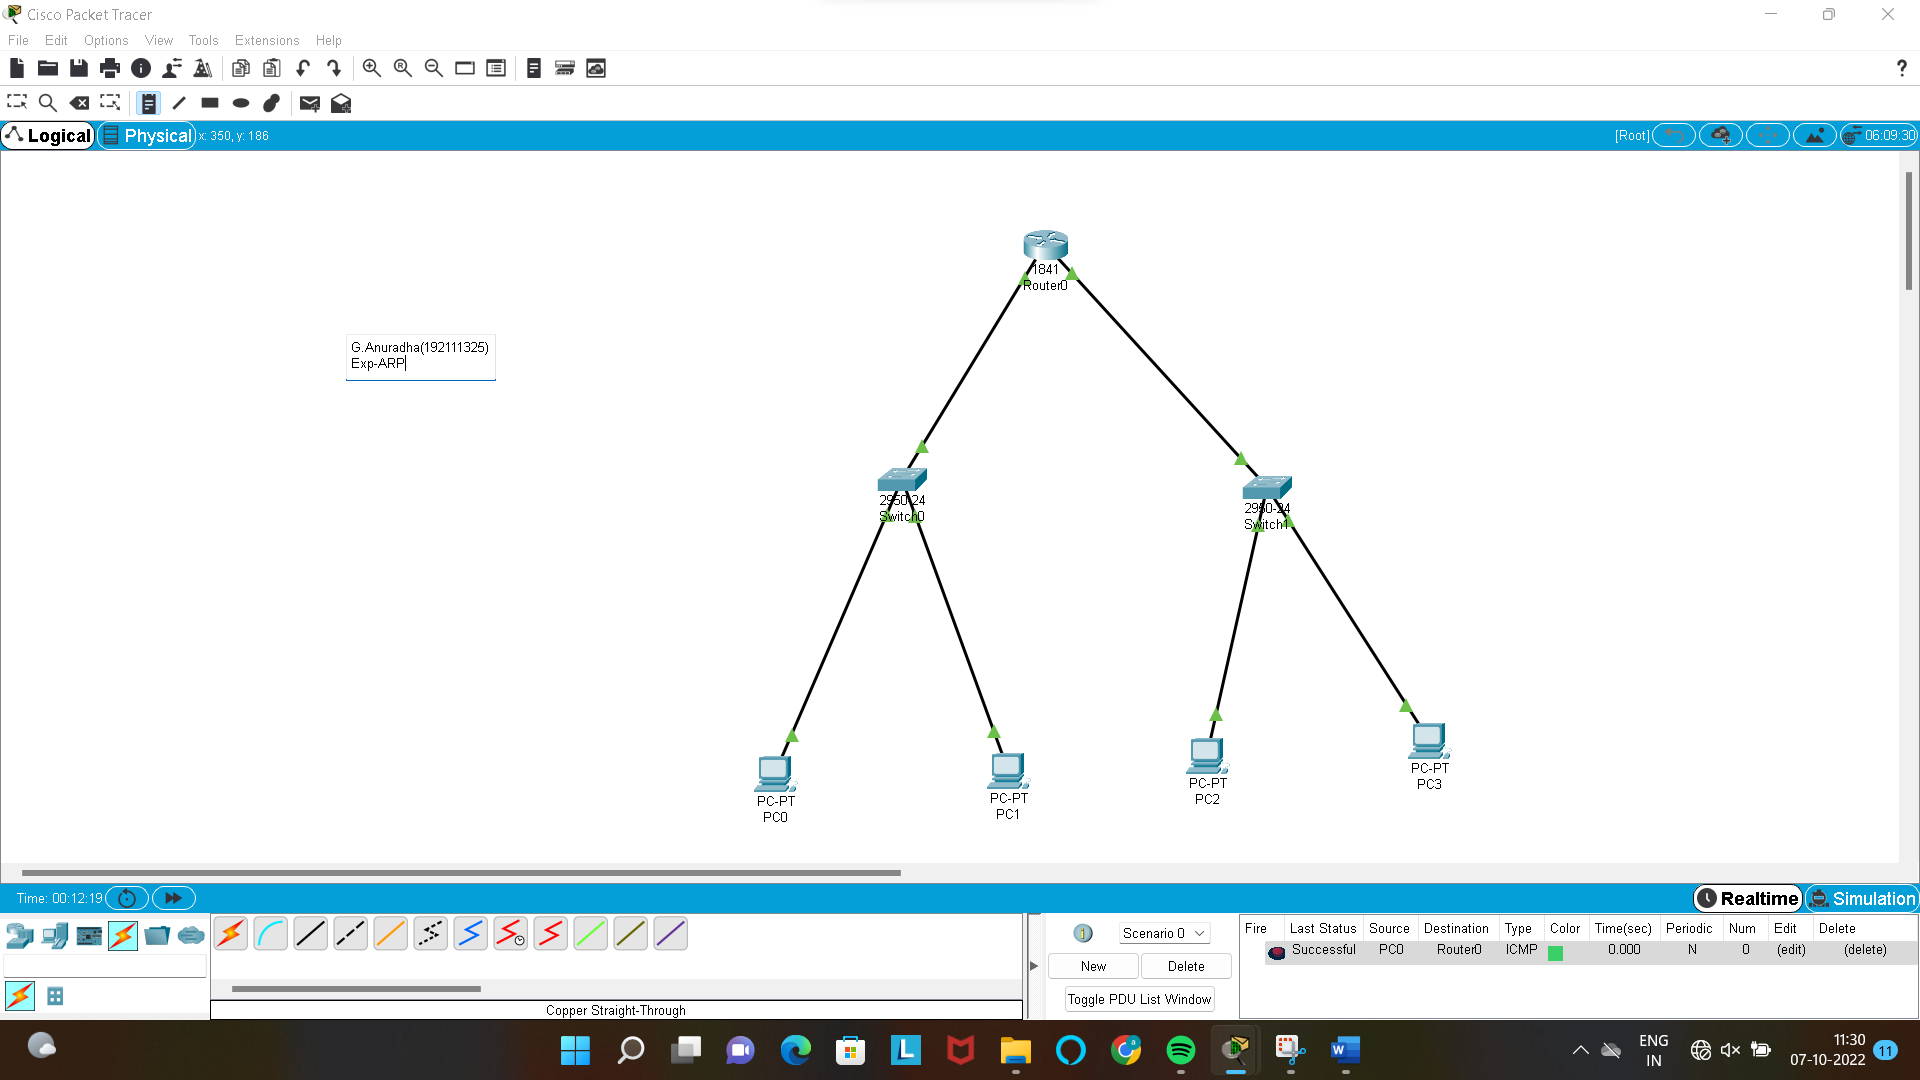 Cisco Packet Tracer
File Edit Options View Tools Extensions Help
?
Logical Physical x: 350, y: 186 [Root] 06:09:30
1841
Router0
G.Anuradha(192111325)
Exp-ARP
2950-24
Switch0
2950-24
Switch1
PC-PT
PC0
PC-PT
PC1
PC-PT
PC2
PC-PT
PC3
Time: 00:12:19 Realtime Simulation
Scenario 0
New Delete
Toggle PDU List Window
Fire Last Status Source Destination Type Color Time(sec) Periodic Num Edit Delete
Successful PC0 Router0 ICMP 0.000 N 0 (edit) (delete)
Copper Straight-Through
ENG
IN
11:30
07-10-2022
11